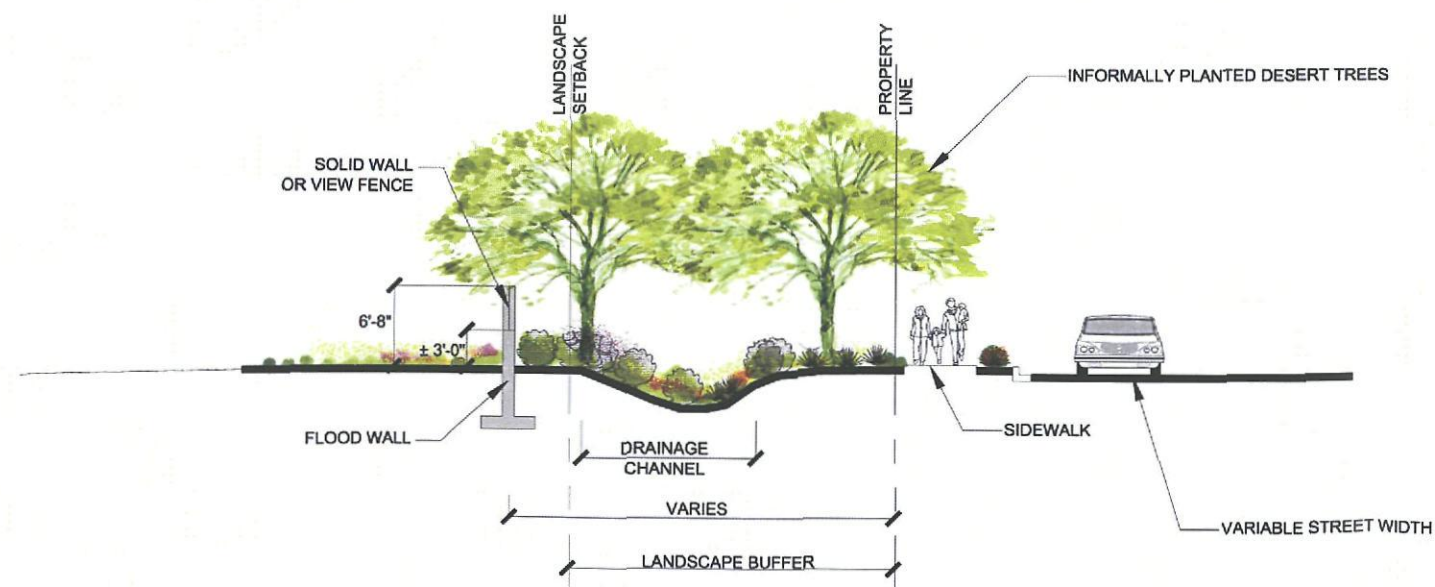 LANDSCAPE
SETBACK
PROPERTY
LINE
INFORMALLY PLANTED DESERT TREES
SOLID WALL
OR VIEW FENCE
6'-8"
± 3'-0"
FLOOD WALL
DRAINAGE
CHANNEL
SIDEWALK
VARIES
VARIABLE STREET WIDTH
LANDSCAPE BUFFER